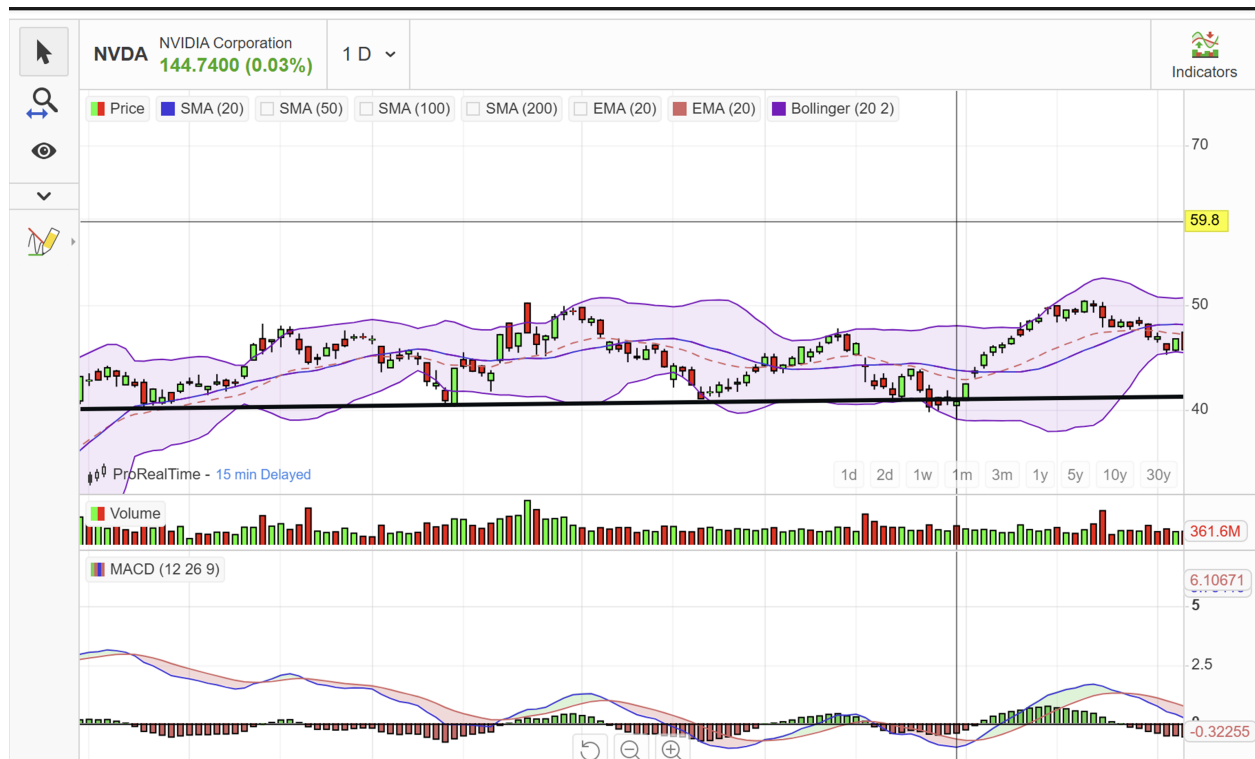 NVDA
NVIDIA Corporation
144.7400 (0.03%)
1 D
Indicators
Price
SMA (20)
SMA (50)
SMA (100)
SMA (200)
EMA (20)
EMA (20)
Bollinger (20 2)
70
59.8
50
40
ProRealTime - 15 min Delayed
1d 2d 1w 1m 3m 1y 5y 10y 30y
Volume
361.6M
MACD (12 26 9)
6.10671
5
2.5
-0.32255